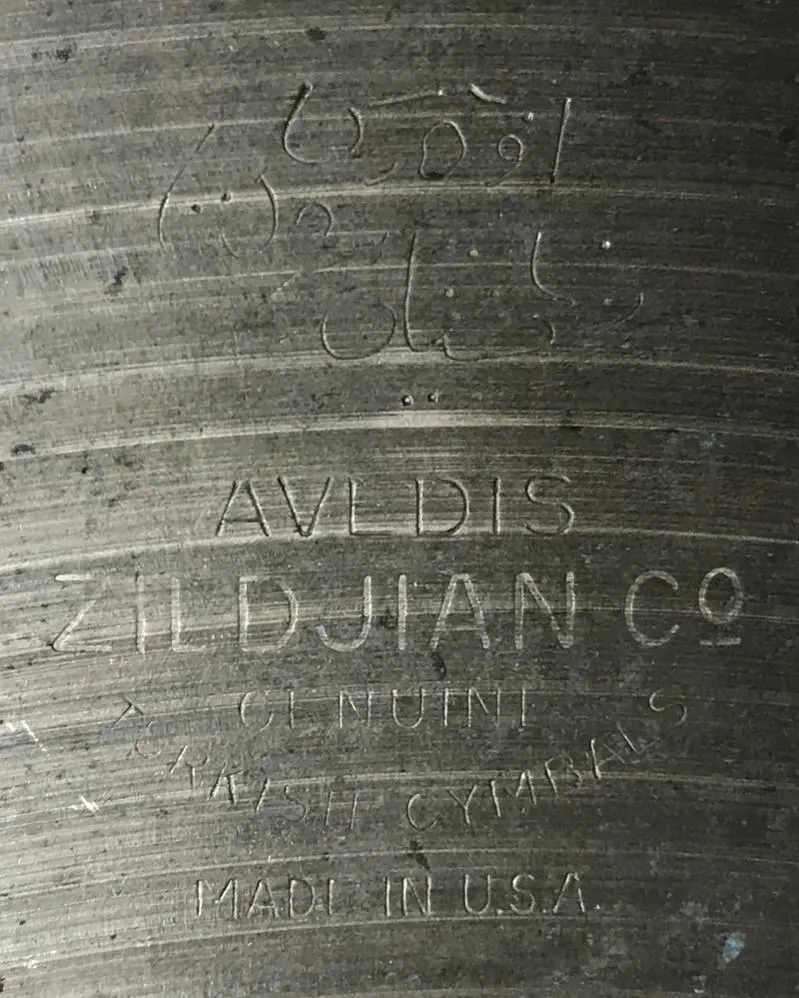 AVEDIS
ZILDJIAN Cº
GENUINE
TURKISH CYMBALS
MADE IN U.S.A.